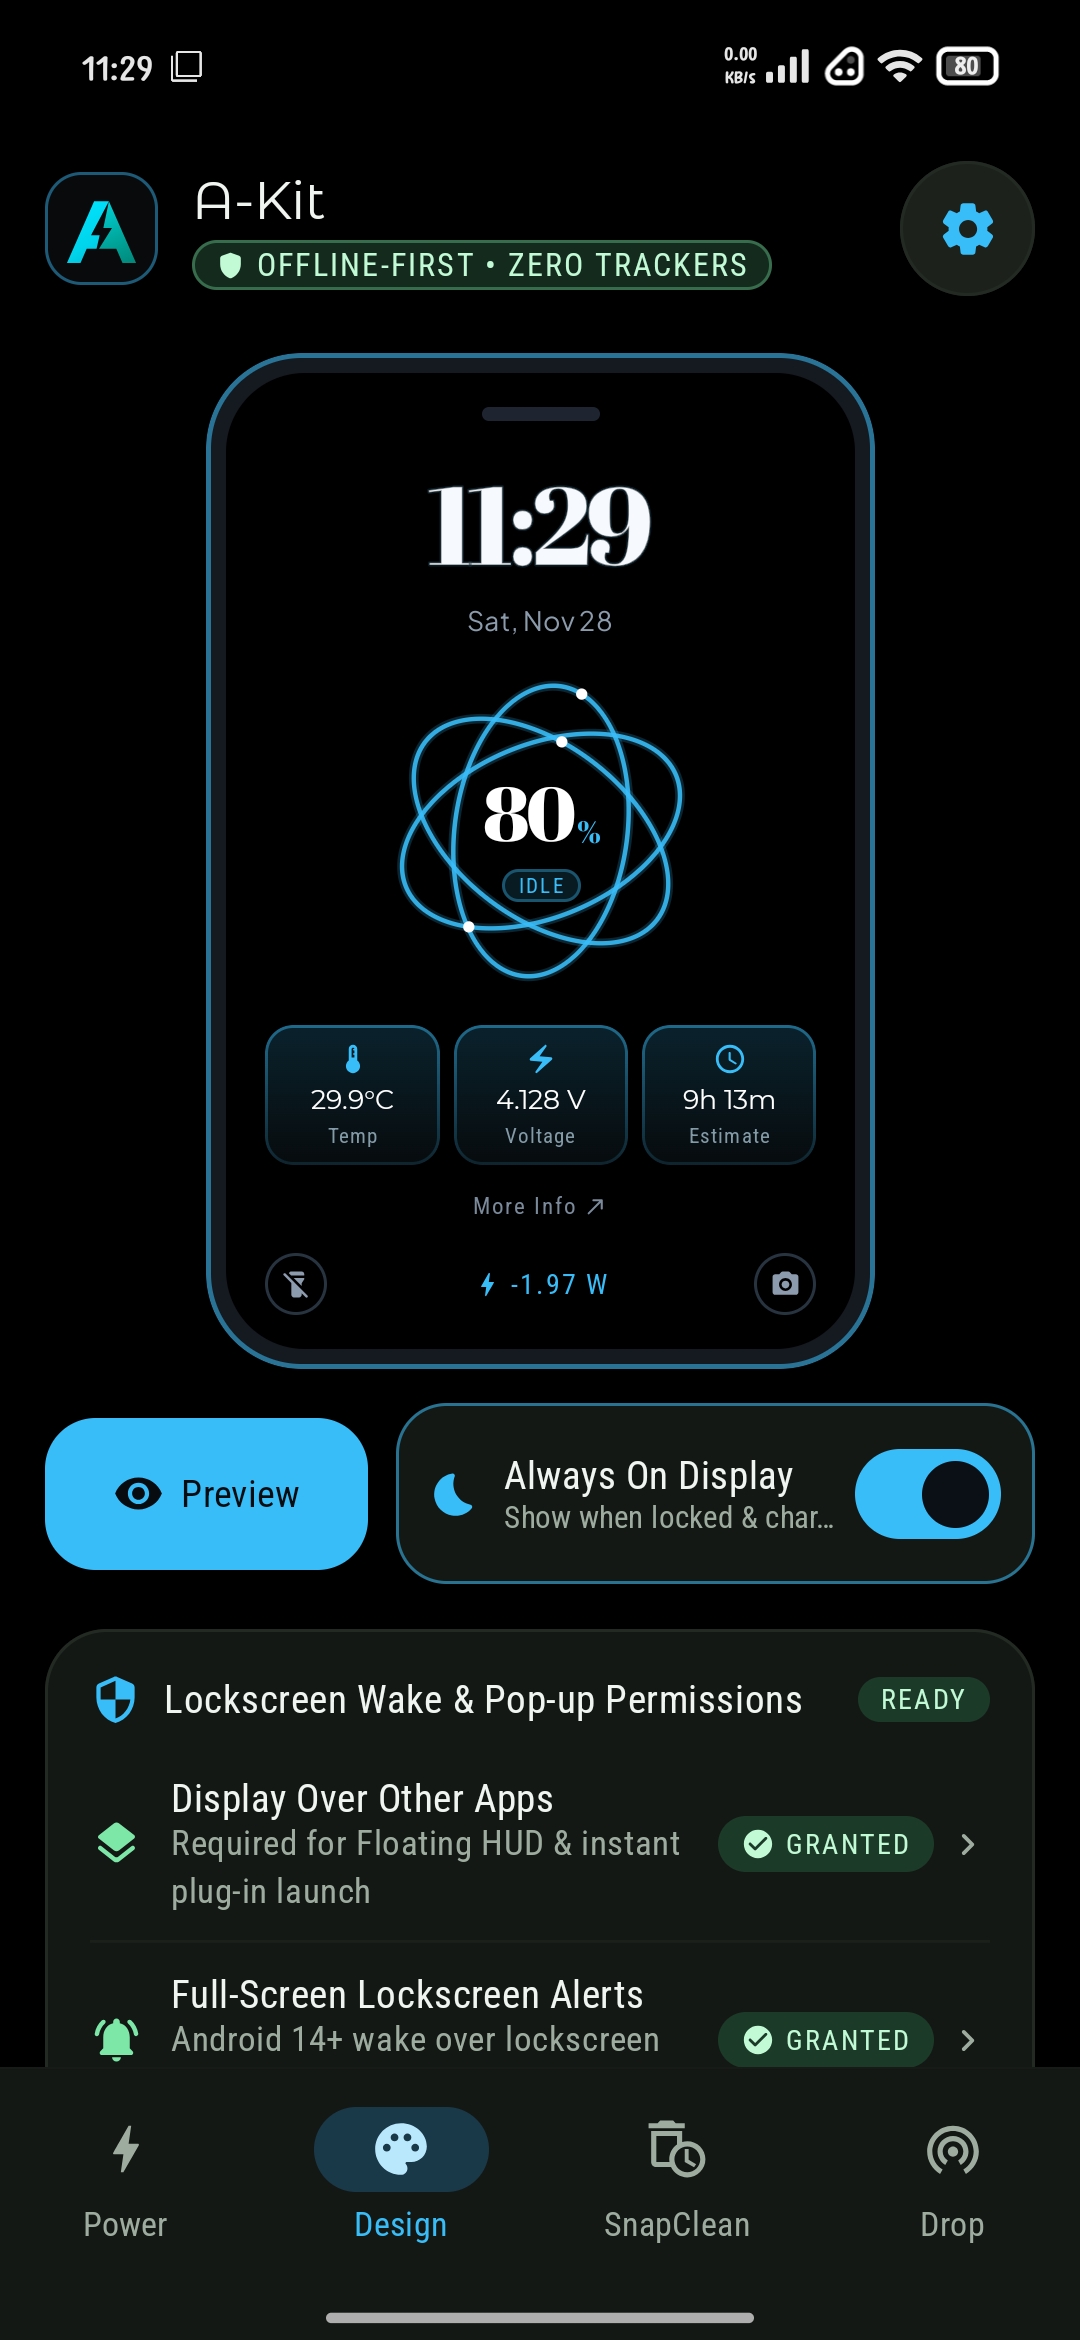 11:29
0.00
KB/s
80
A-Kit
OFFLINE-FIRST • ZERO TRACKERS
11:29
Sat, Nov 28
80%
IDLE
29.9°C
Temp
4.128 V
Voltage
9h 13m
Estimate
More Info ↗
-1.97 W
Preview
Always On Display
Show when locked & char...
Lockscreen Wake & Pop-up Permissions
READY
Display Over Other Apps
Required for Floating HUD & instant
plug-in launch
GRANTED
Full-Screen Lockscreen Alerts
Android 14+ wake over lockscreen
GRANTED
Power
Design
SnapClean
Drop